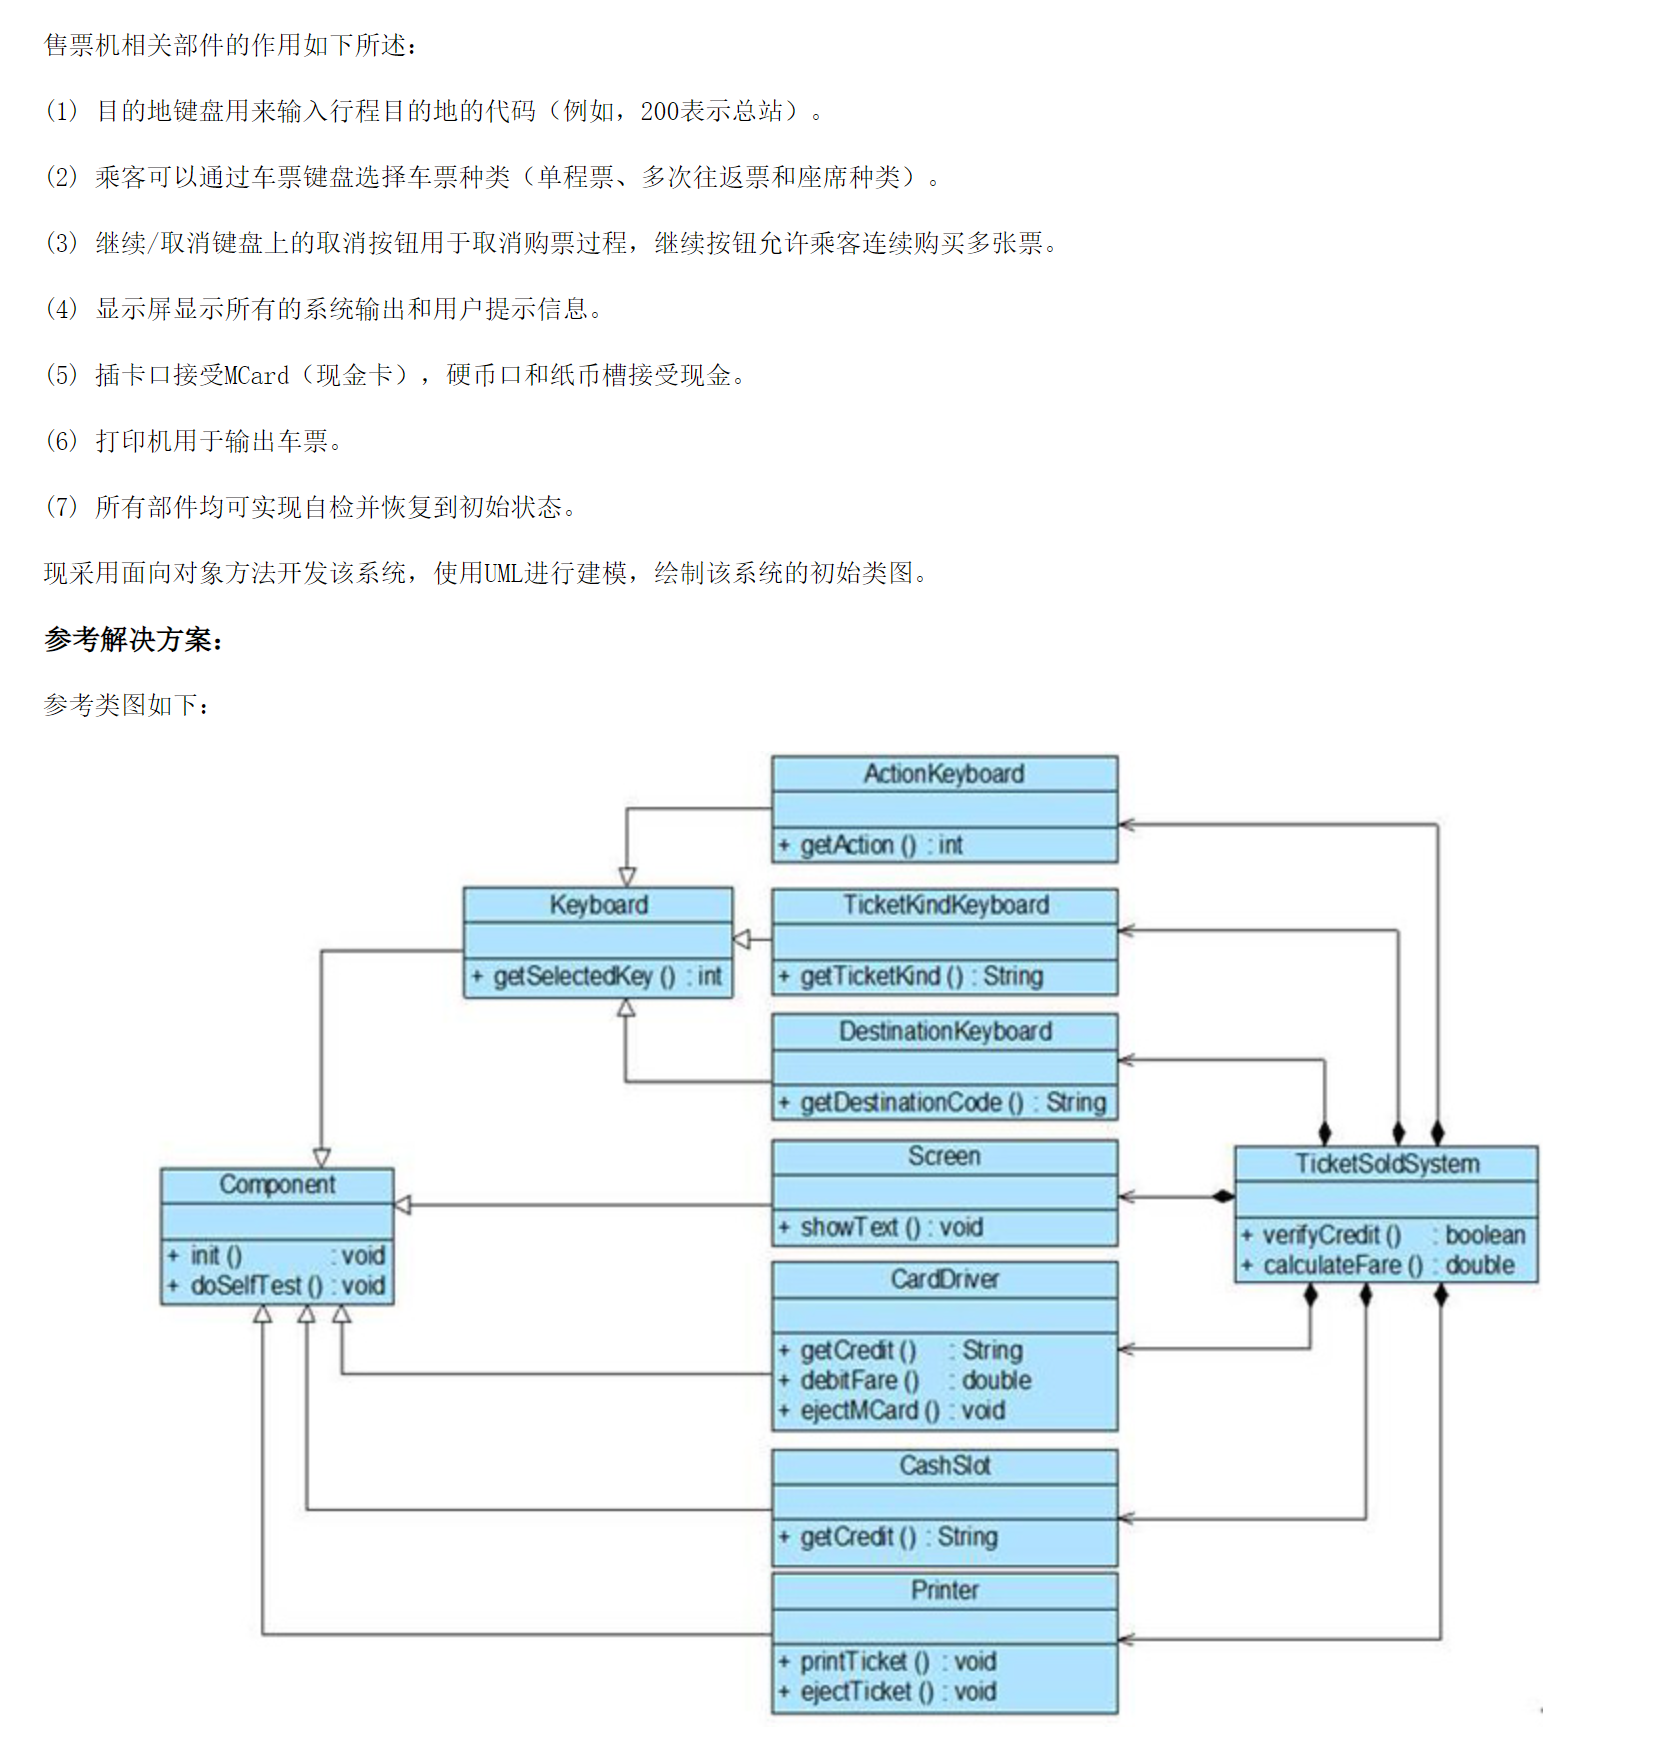 售票机相关部件的作用如下所述：
(1) 目的地键盘用来输入行程目的地的代码（例如，200表示总站）。
(2) 乘客可以通过车票键盘选择车票种类（单程票、多次往返票和座席种类）。
(3) 继续/取消键盘上的取消按钮用于取消购票过程，继续按钮允许乘客连续购买多张票。
(4) 显示屏显示所有的系统输出和用户提示信息。
(5) 插卡口接受MCard（现金卡），硬币口和纸币槽接受现金。
(6) 打印机用于输出车票。
(7) 所有部件均可实现自检并恢复到初始状态。
现采用面向对象方法开发该系统，使用UML进行建模，绘制该系统的初始类图。
参考解决方案：
参考类图如下：
ActionKeyboard
+ getAction () : int
Keyboard
+ getSelectedKey () : int
TicketKindKeyboard
+ getTicketKind () : String
DestinationKeyboard
+ getDestinationCode () : String
Component
+ init () : void
+ doSelfTest () : void
Screen
+ showText () : void
TicketSoldSystem
+ verifyCredit () : boolean
+ calculateFare () : double
CardDriver
+ getCredit () : String
+ debitFare () : double
+ ejectMCard () : void
CashSlot
+ getCredit () : String
Printer
+ printTicket () : void
+ ejectTicket () : void